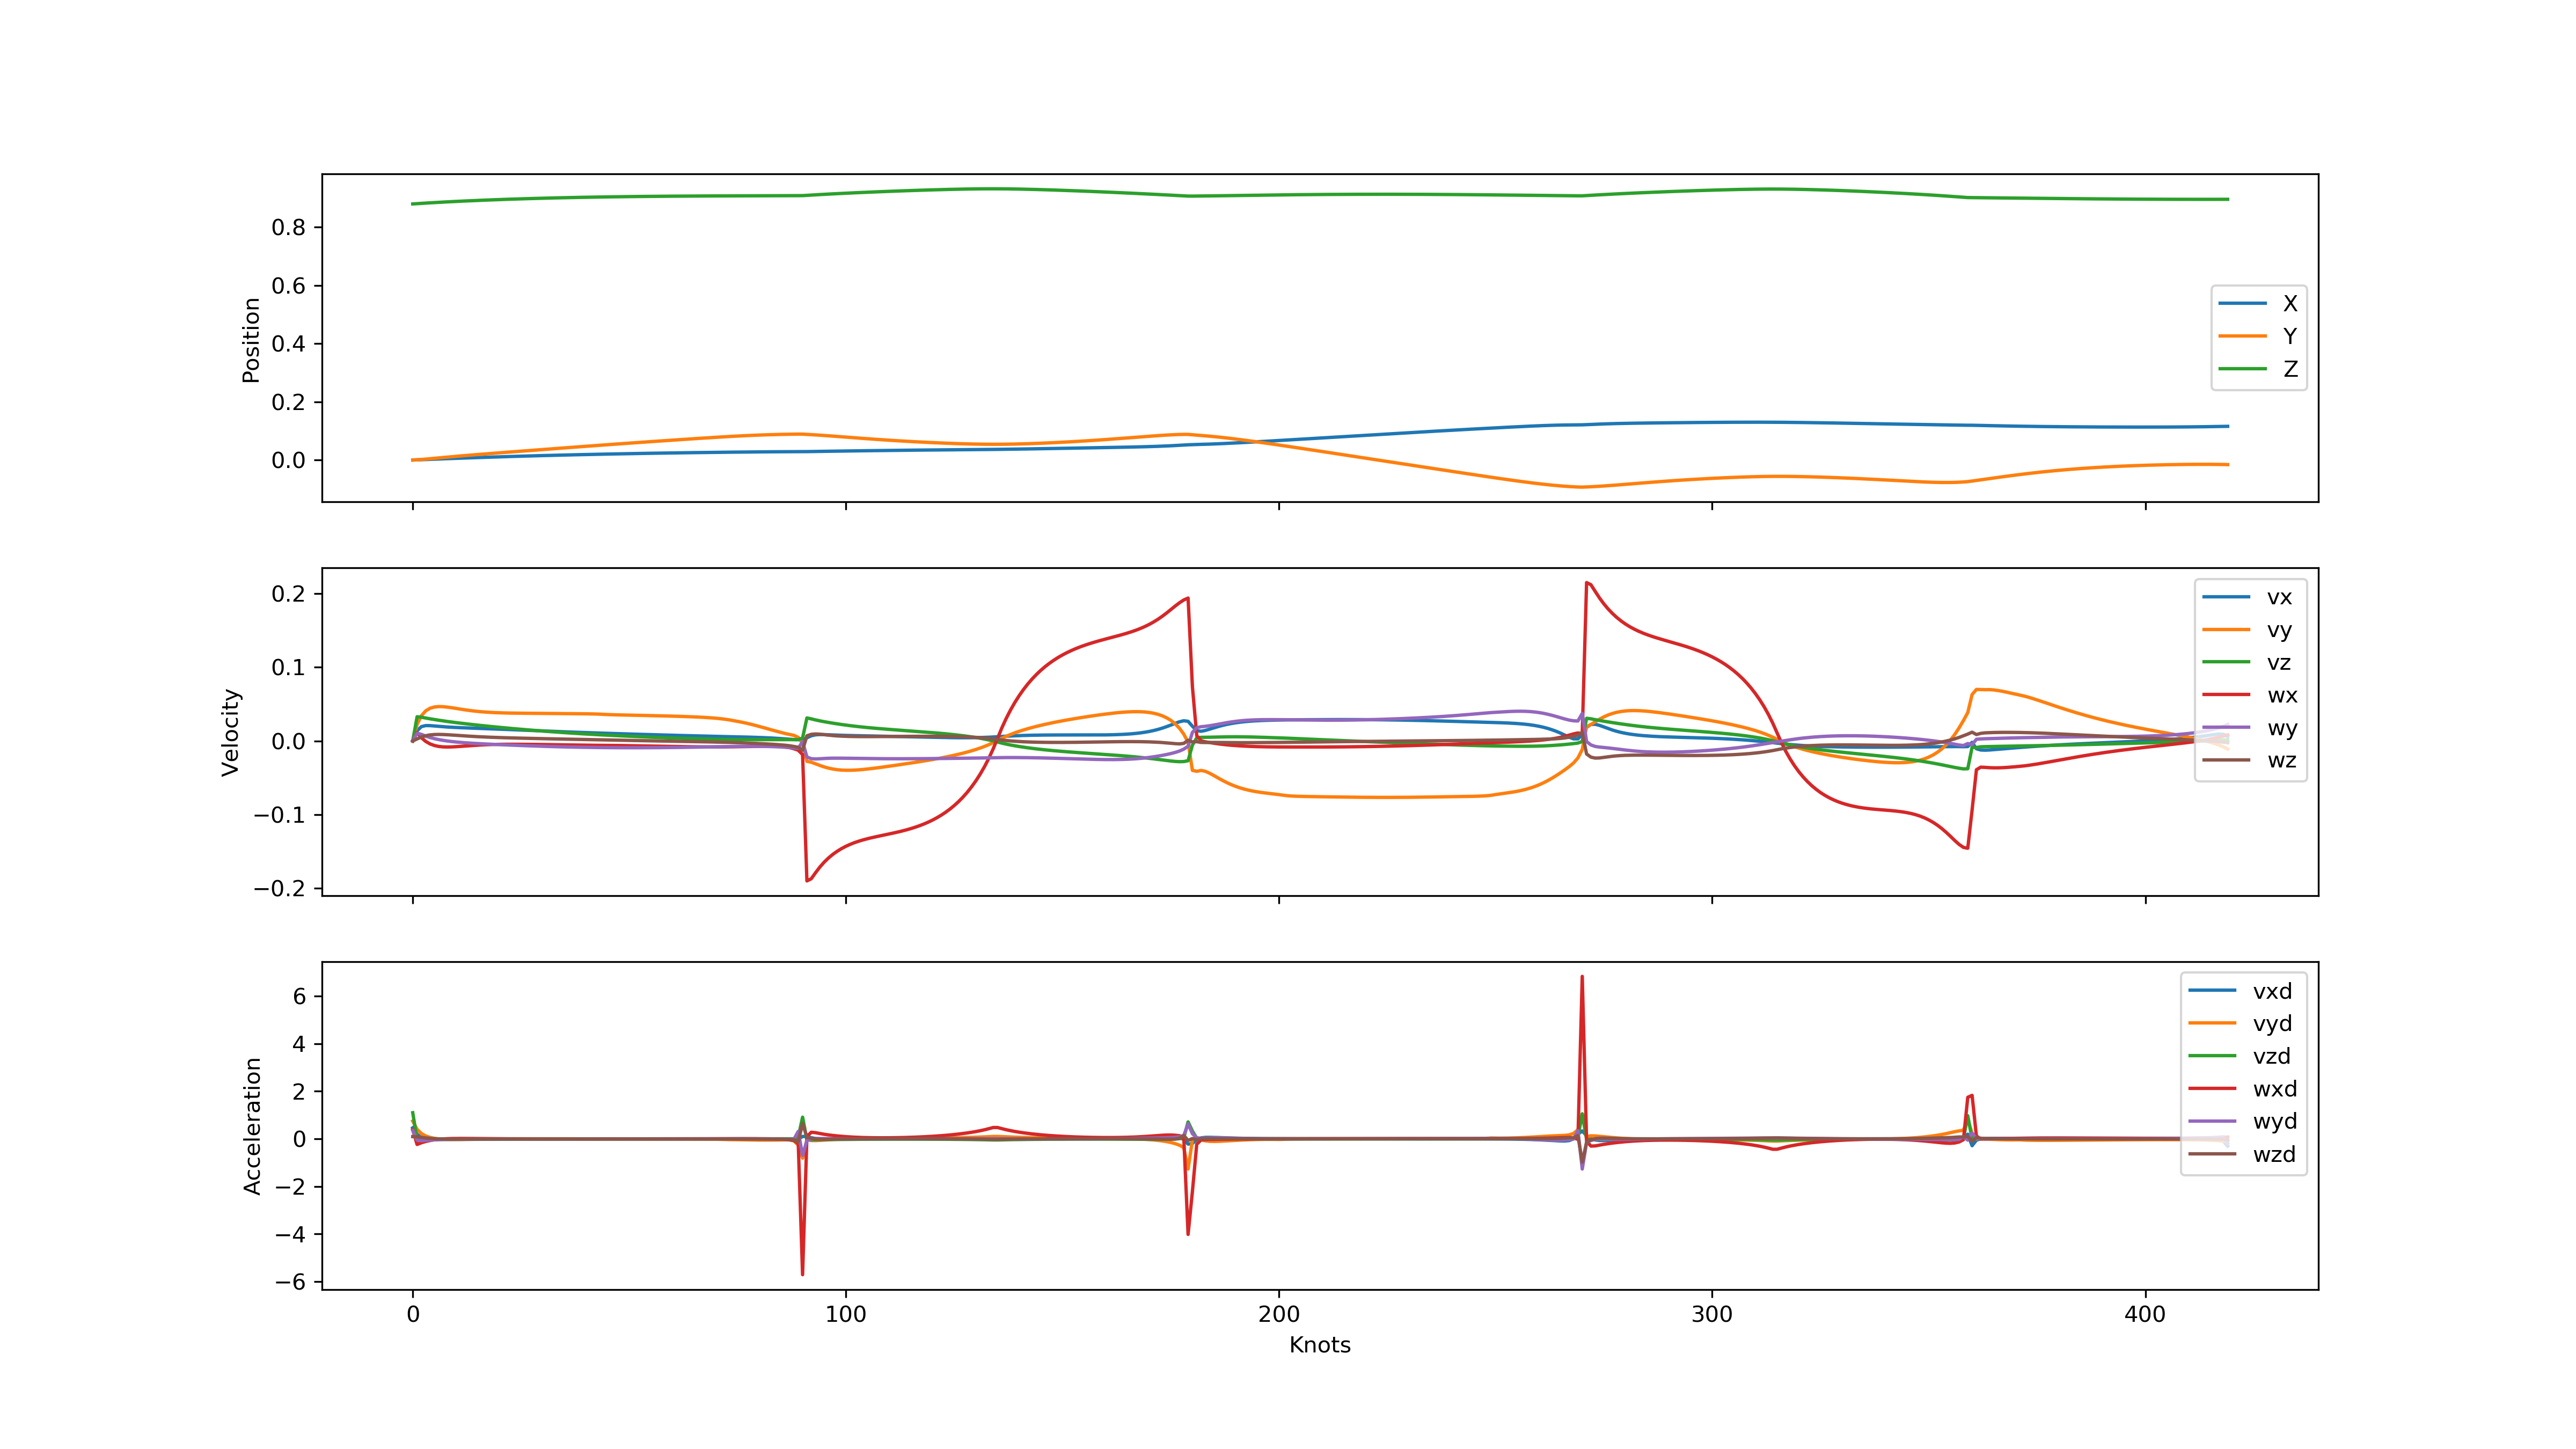 0.8
0.6
0.4
0.2
0.0
Position
X
Y
Z
0.2
0.1
0.0
−0.1
−0.2
Velocity
vx
vy
vz
wx
wy
wz
6
4
2
0
−2
−4
−6
Acceleration
vxd
vyd
vzd
wxd
wyd
wzd
0 100 200 300 400
Knots